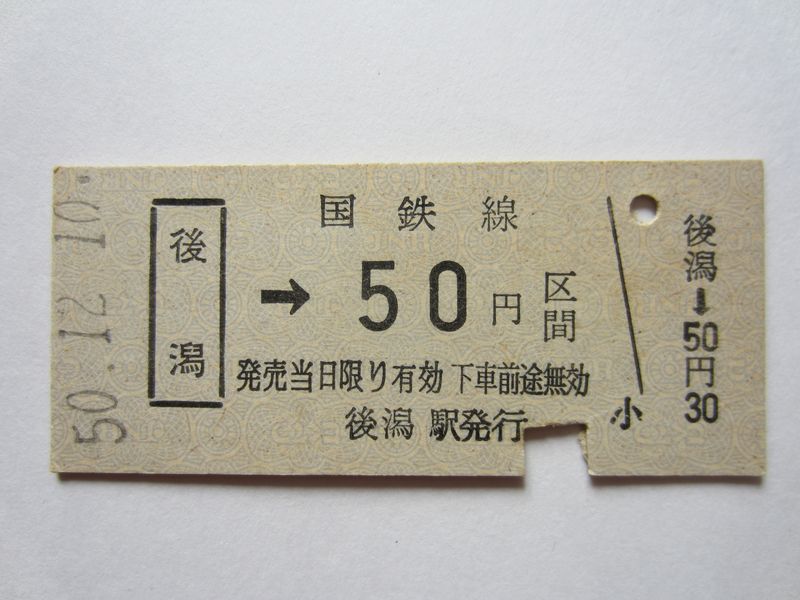 50.12.10.
国鉄線
後潟
→50円区間
発売当日限り有効 下車前途無効
後潟 駅発行
小
後潟➡50円30